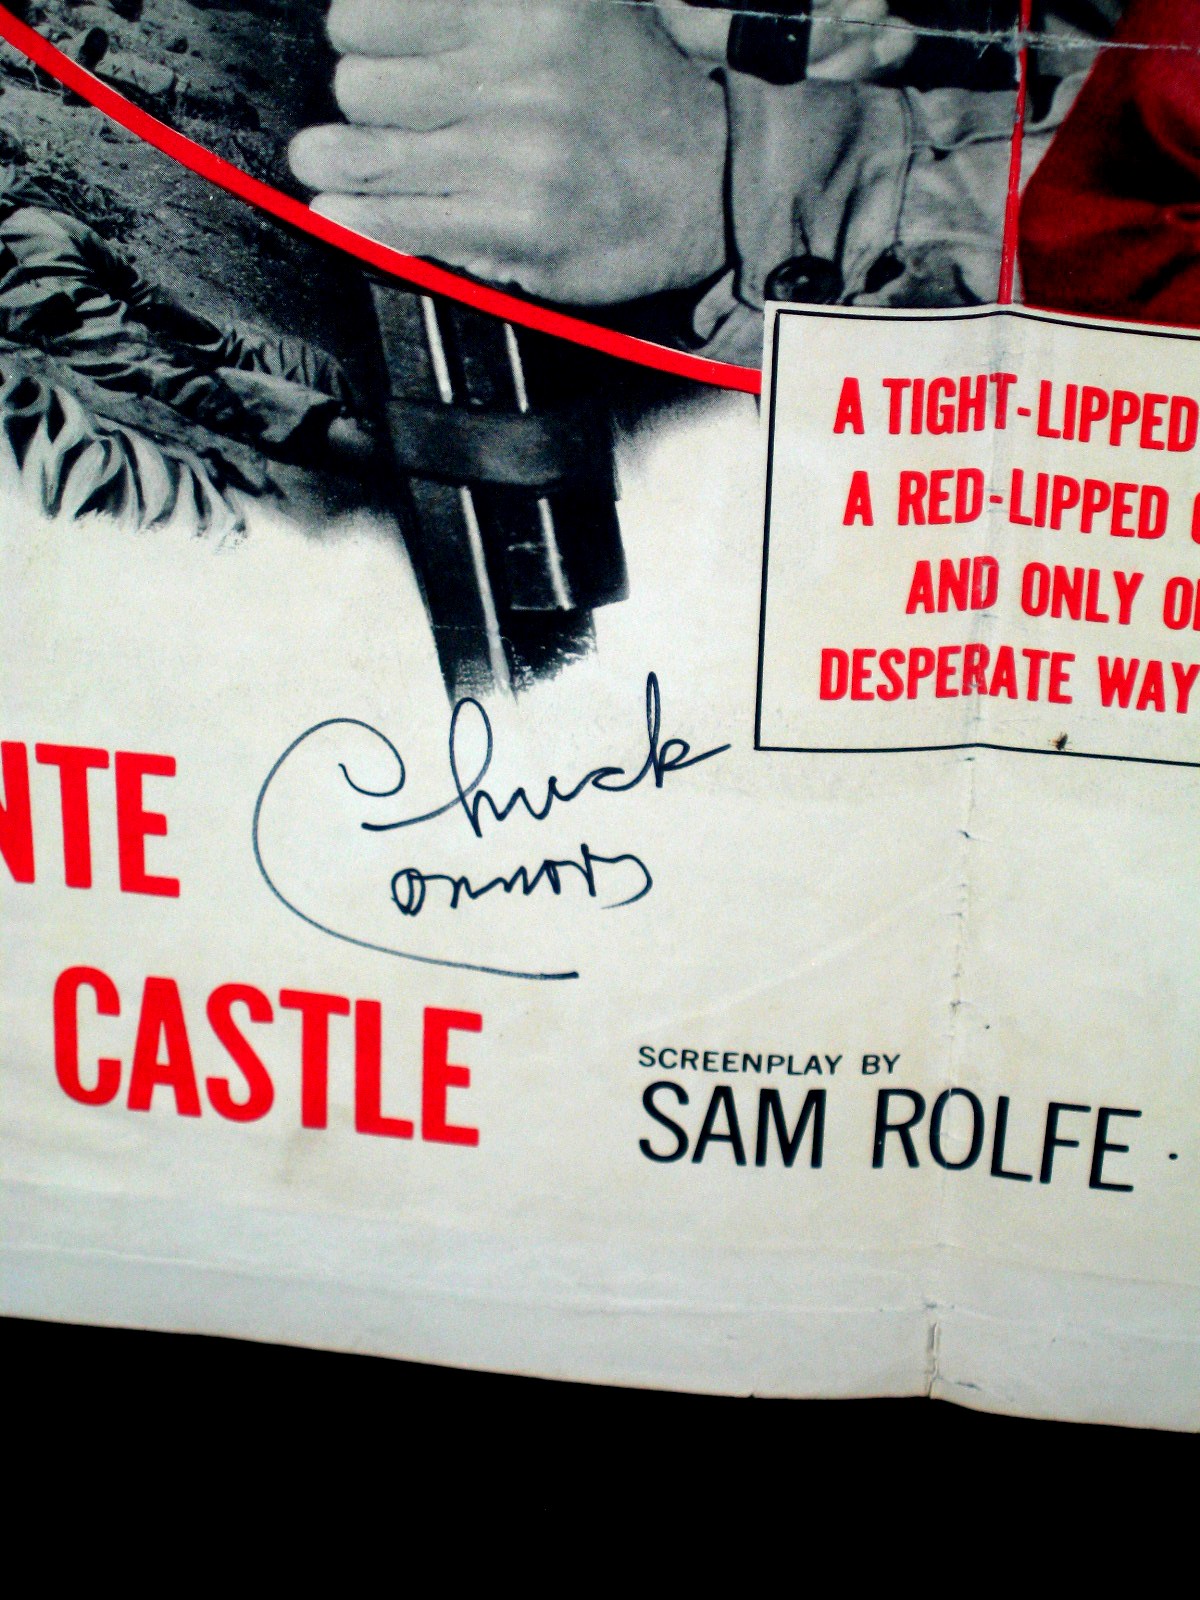 A TIGHT-LIPPED
A RED-LIPPED
AND ONLY
DESPERATE WAY
NTE
Chuck
Connors
CASTLE
SCREENPLAY BY
SAM ROLFE ·